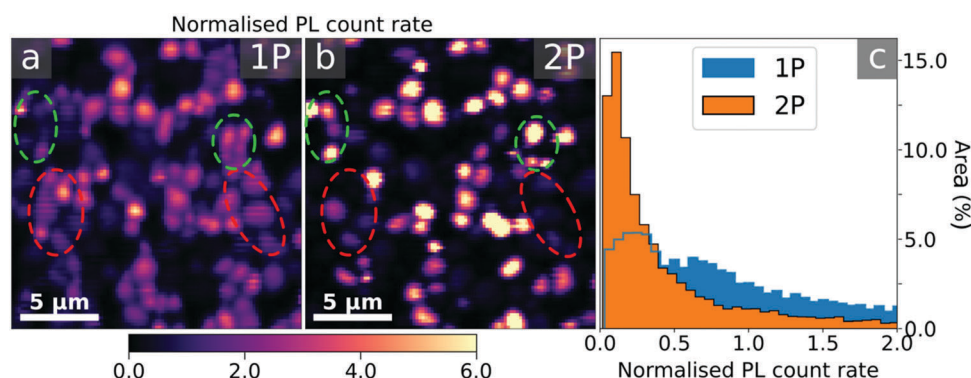 Normalised PL count rate
a 1P b 2P c
1P
2P
5 μm 5 μm
15.0
10.0
5.0
0.0
Area (%)
0.0 0.5 1.0 1.5 2.0
Normalised PL count rate
0.0 2.0 4.0 6.0